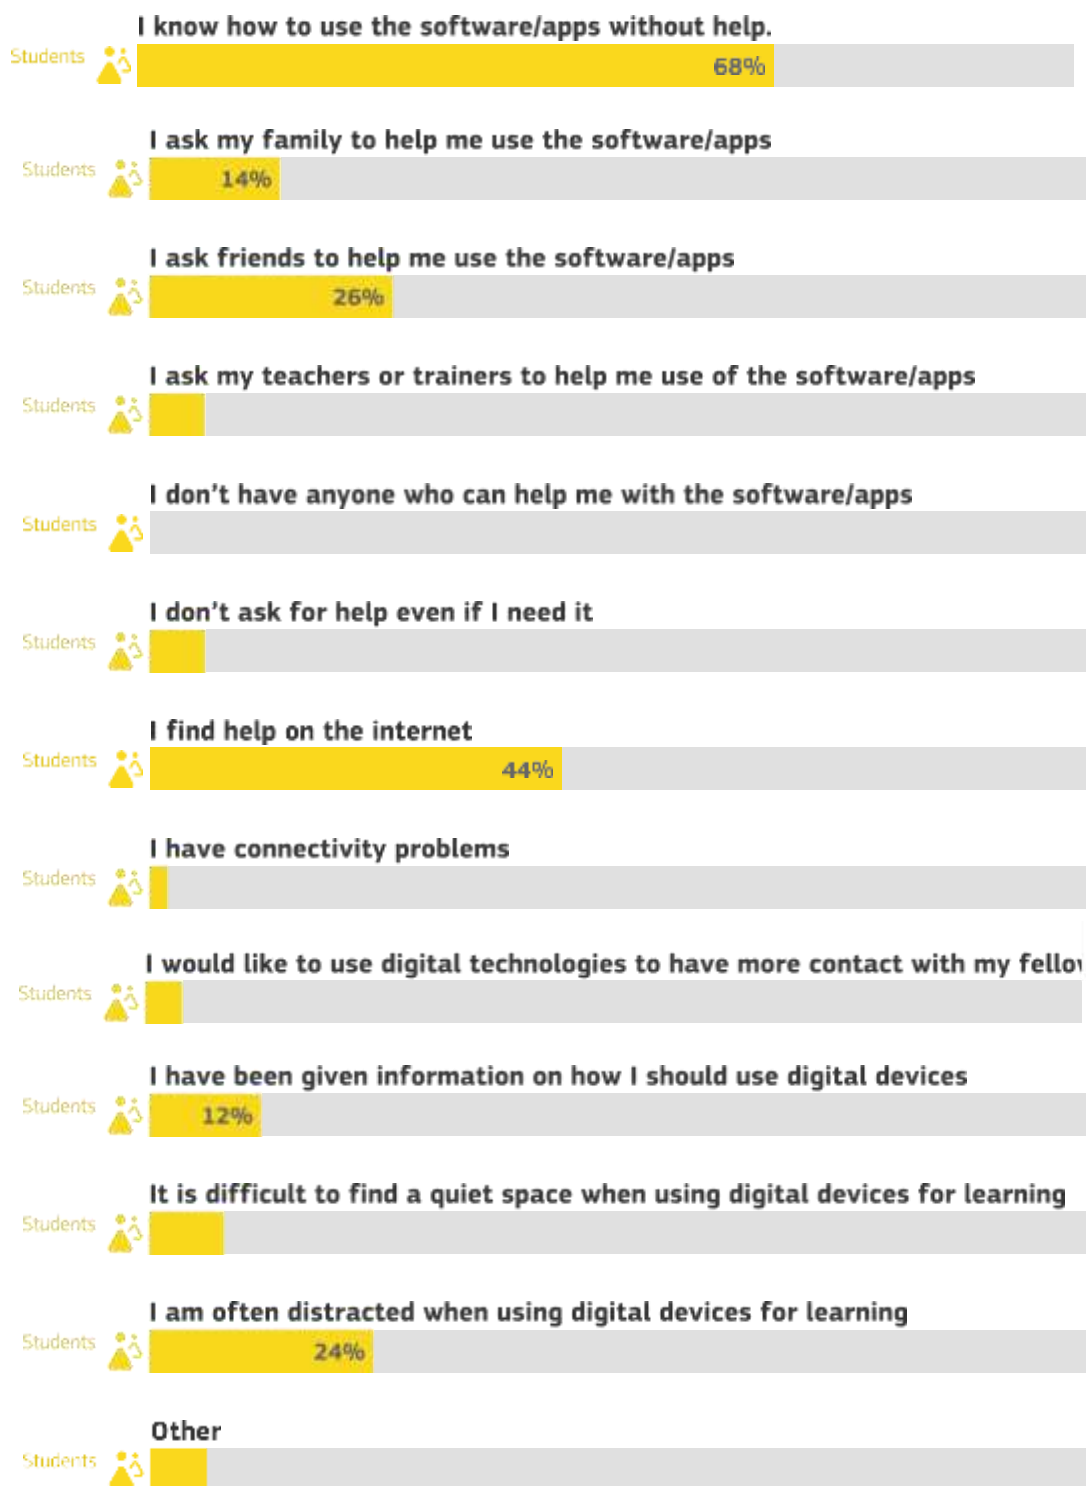 I know how to use the software/apps without help.
Students
68%
I ask my family to help me use the software/apps
Students
14%
I ask friends to help me use the software/apps
Students
26%
I ask my teachers or trainers to help me use of the software/apps
Students
I don't have anyone who can help me with the software/apps
Students
I don't ask for help even if I need it
Students
I find help on the internet
Students
44%
I have connectivity problems
Students
I would like to use digital technologies to have more contact with my
Students
I have been given information on how I should use digital devices
Students
12%
It is difficult to find a quiet space when using digital devices for learning
Students
I am often distracted when using digital devices for learning
Students
24%
Other
Students